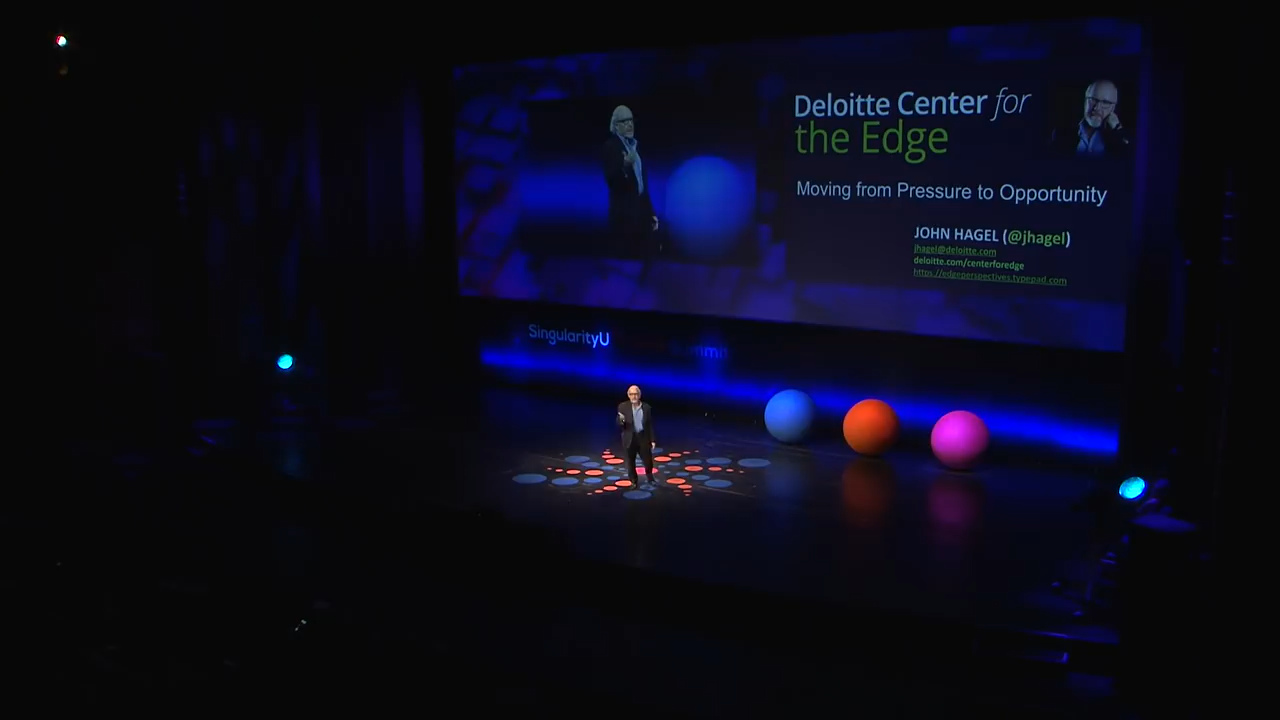 Deloitte Center for
the Edge
Moving from Pressure to Opportunity
JOHN HAGEL (@jhagel)
jhagel@deloitte.com
deloitte.com/centerforedge
https://edgeperspectives.typepad.com
SingularityU
Summit